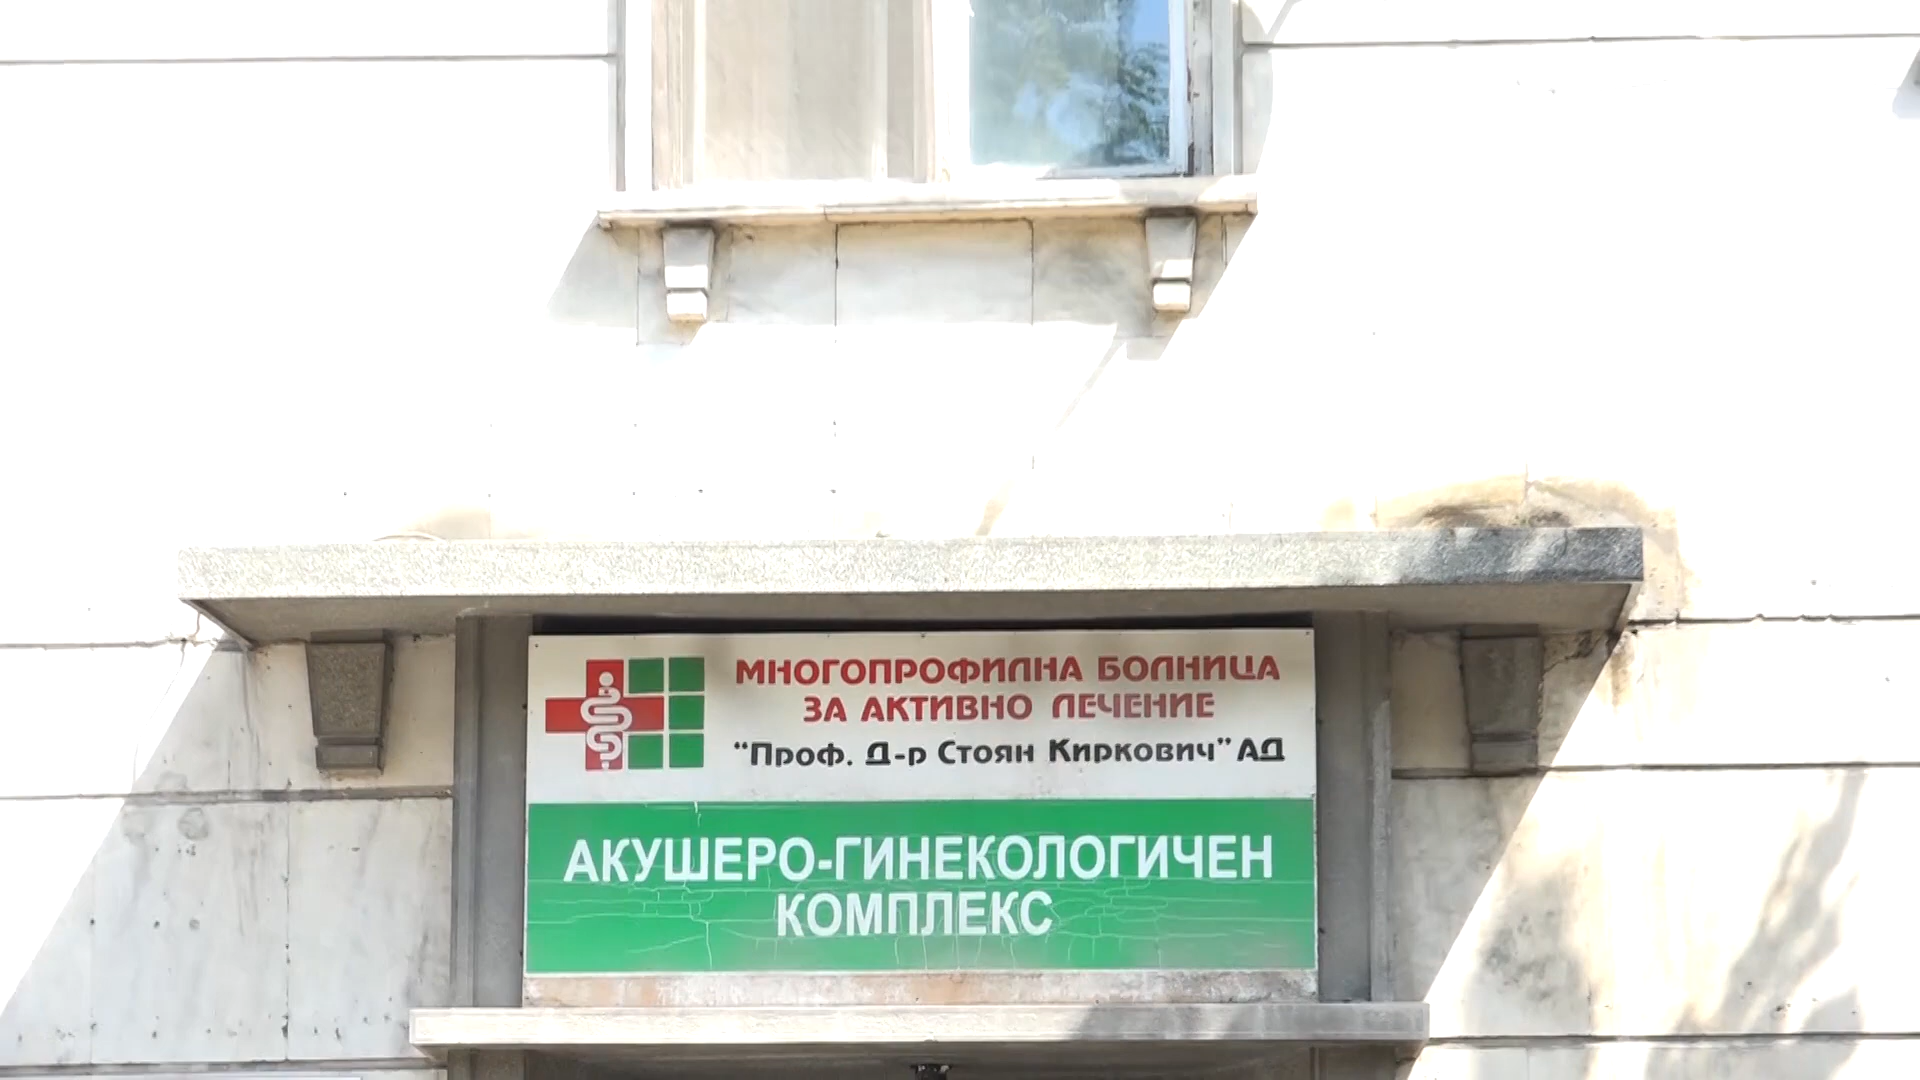 МНОГОПРОФИЛНА БОЛНИЦА
ЗА АКТИВНО ЛЕЧЕНИЕ
“Проф. Д-р Стоян Киркович” АД
АКУШЕРО-ГИНЕКОЛОГИЧЕН
КОМПЛЕКС